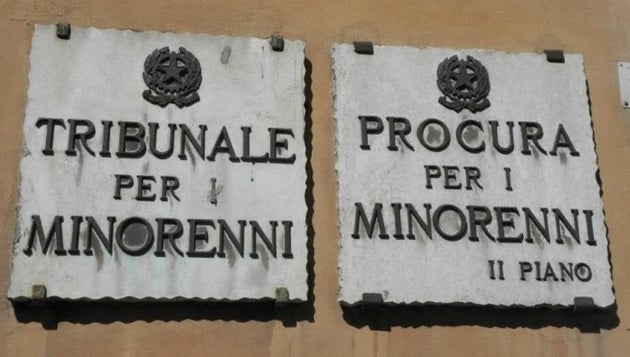 TRIBUNALE
PER I
MINORENNI
PROCURA
PER I
MINORENNI
II PIANO